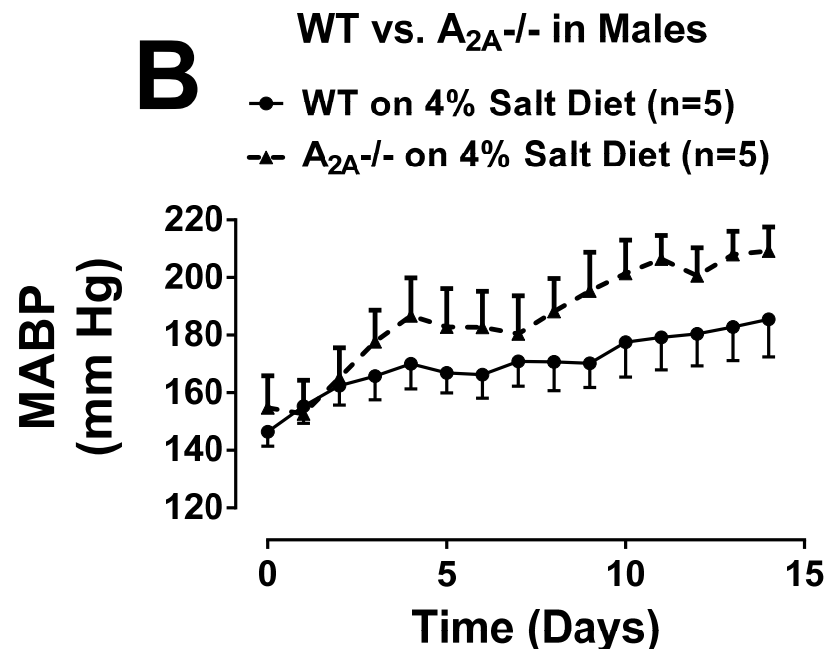 WT vs. A2A-/- in Males
B
WT on 4% Salt Diet (n=5)
A2A-/- on 4% Salt Diet (n=5)
220
200
180
160
140
120
MABP
(mm Hg)
0 5 10 15
Time (Days)